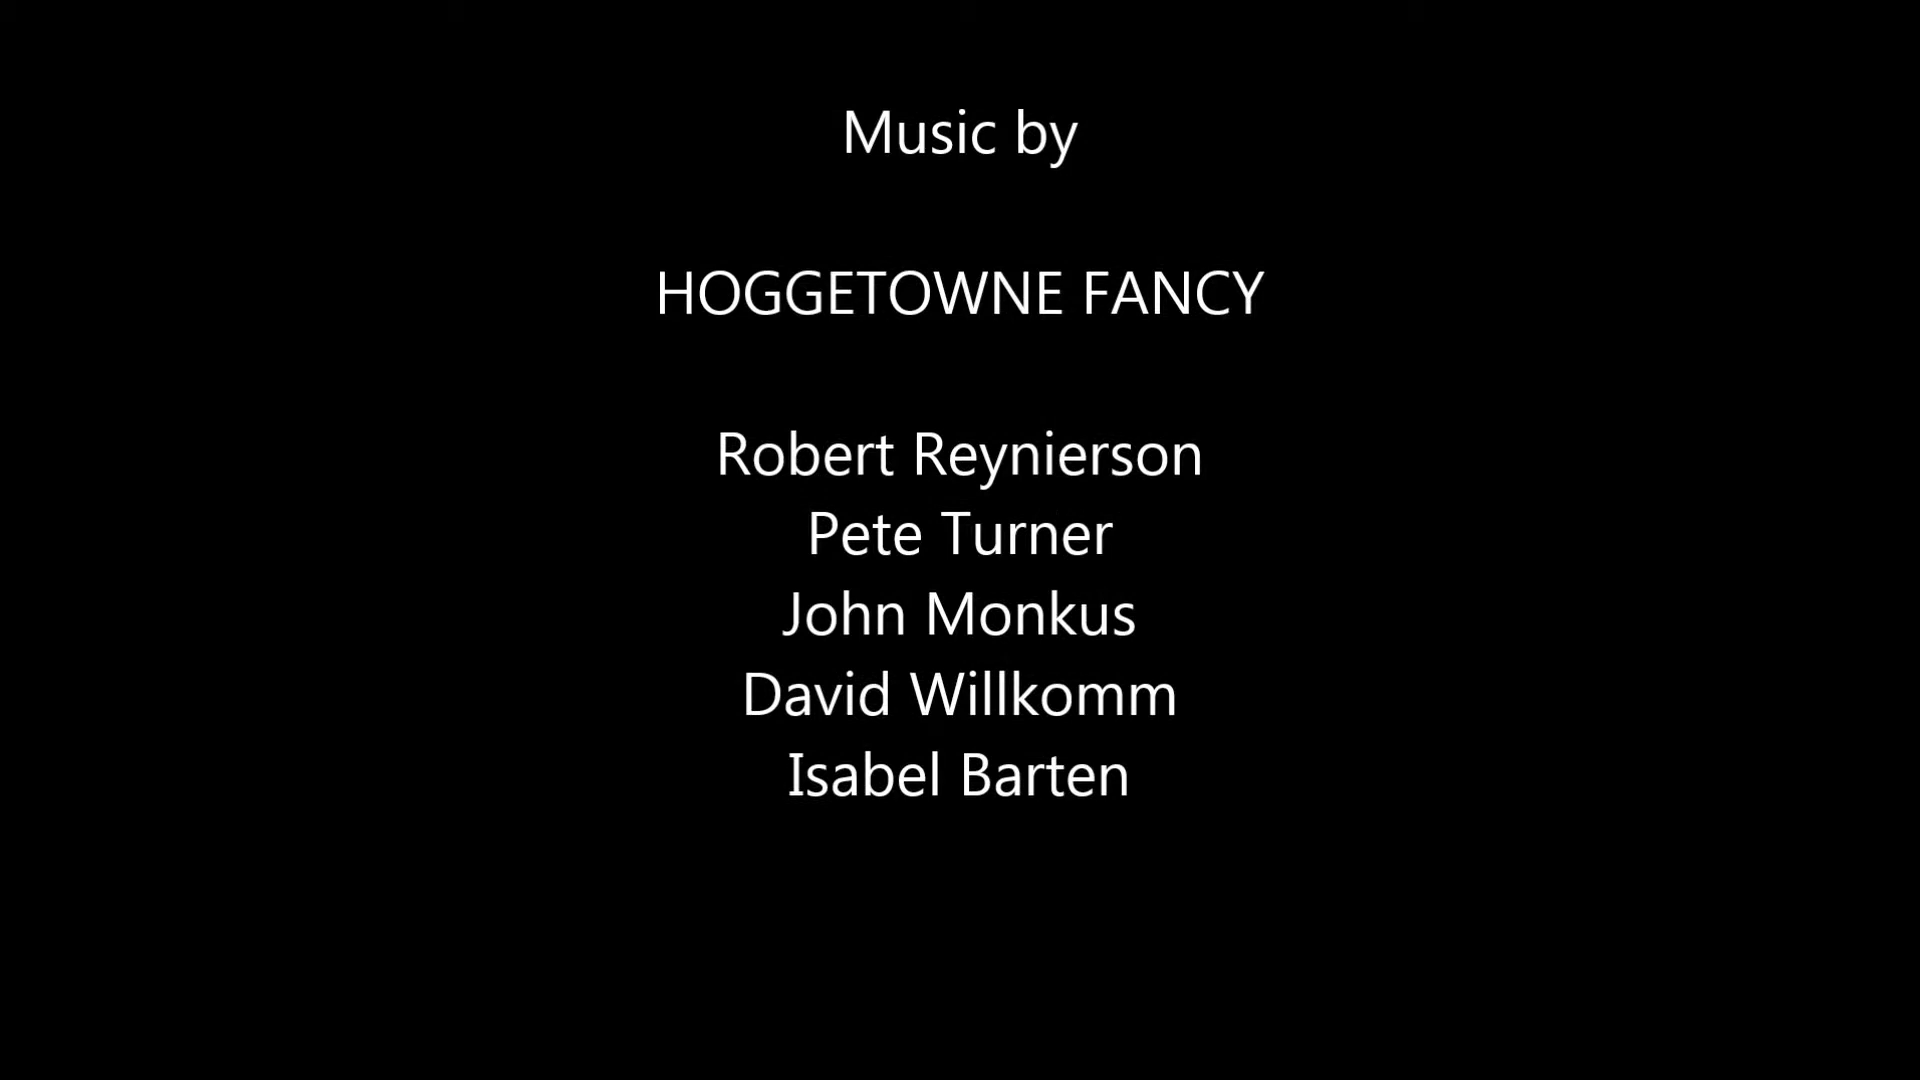 Music by
HOGGETOWNE FANCY
Robert Reynierson
Pete Turner
John Monkus
David Willkomm
Isabel Barten